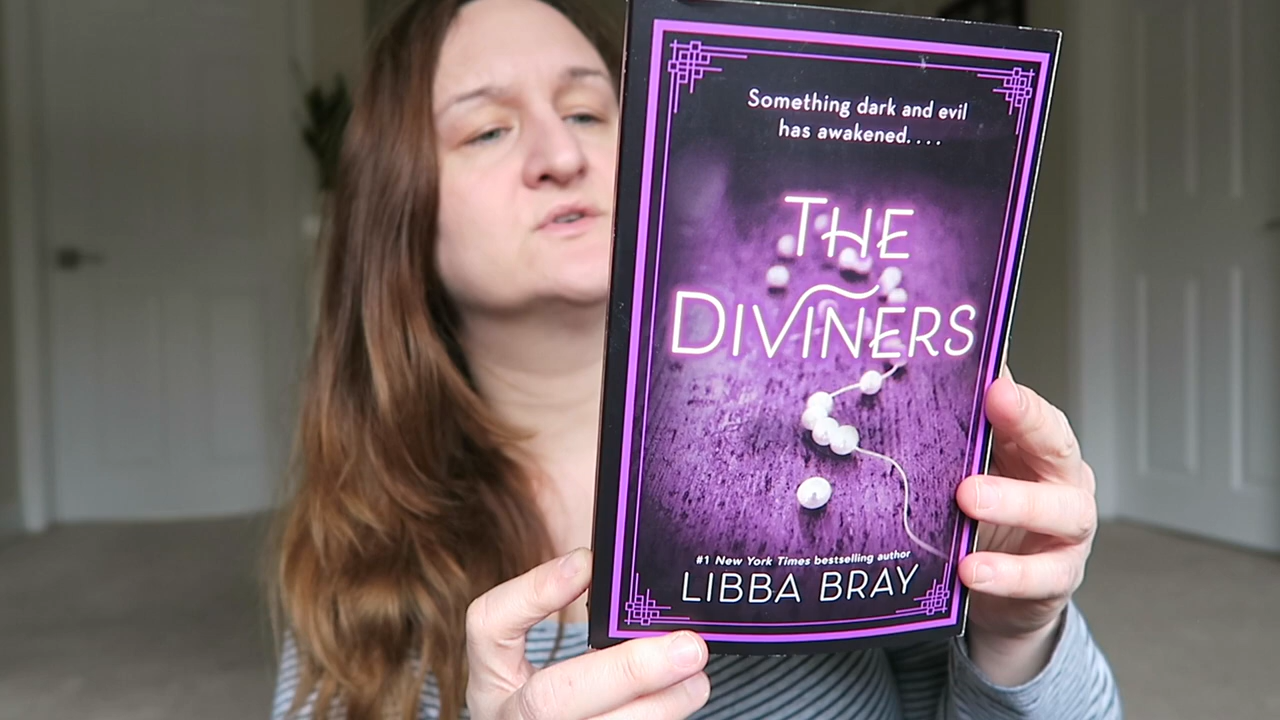 Something dark and evil
has awakened....
THE
DIVINERS
#1 New York Times bestselling author
LIBBA BRAY